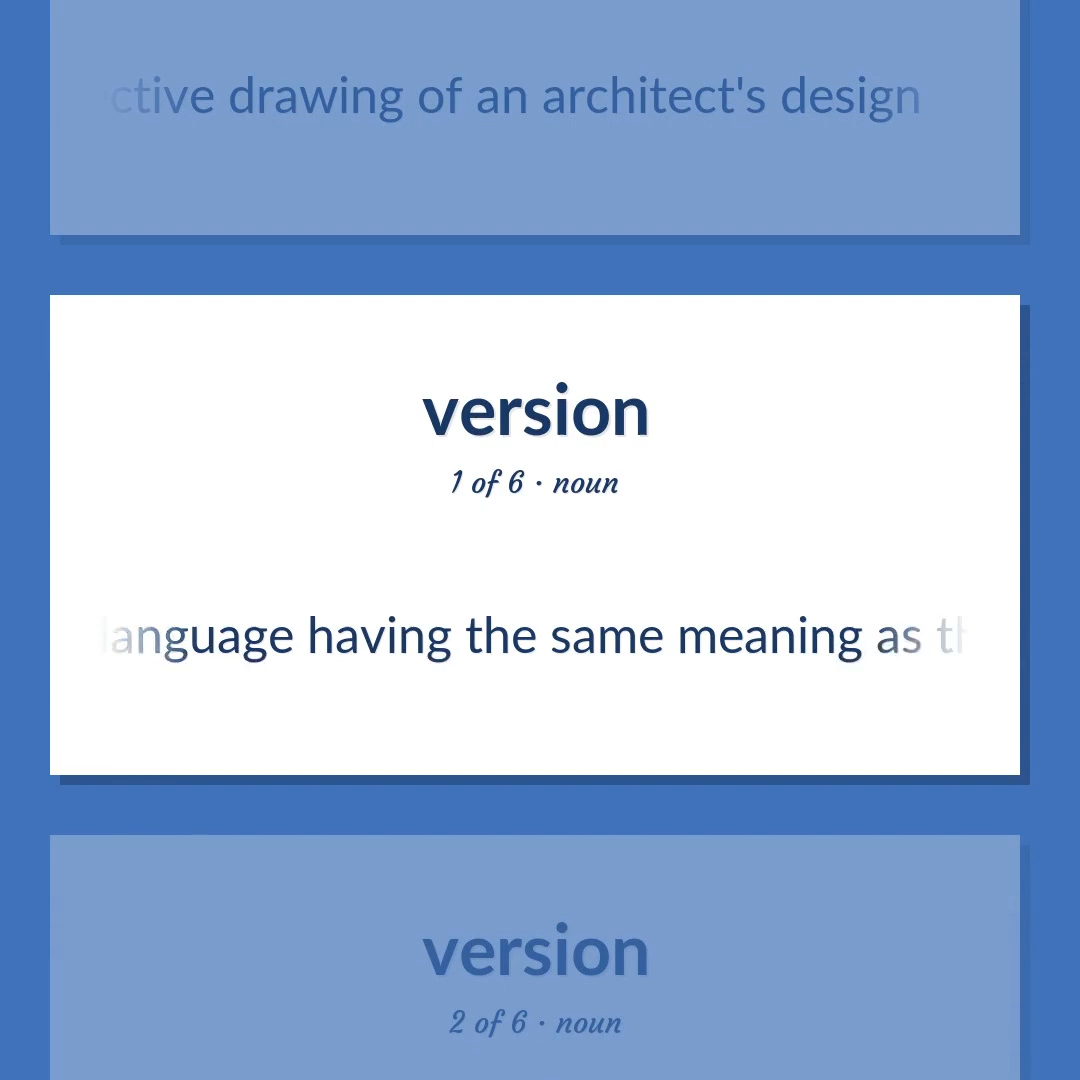 ctive drawing of an architect's design
version
1 of 6 · noun
language having the same meaning as th
version
2 of 6 · noun